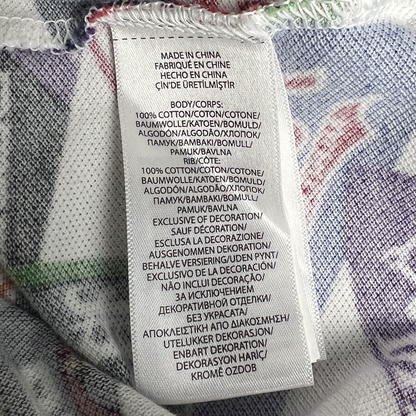 MADE IN CHINA
FABRIQUÉ EN CHINE
HECHO EN CHINA
ÇİN'DE ÜRETİLMİŞTİR
BODY/CORPS:
100% COTTON/COTON/COTONE/
BAUMWOLLE/KATOEN/BOMULD/
ALGODÓN/ALGODÃO/ХЛОПОК/
ПАМУК/ΒΑΜΒΑΚΙ/BOMULL/
PAMUK/BAVLNA
RIB/CÔTE:
100% COTTON/COTON/COTONE/
BAUMWOLLE/KATOEN/BOMULD/
ALGODÓN/ALGODÃO/ХЛОПОК/
ПАМУК/ΒΑΜΒΑΚΙ/BOMULL/
PAMUK/BAVLNA
EXCLUSIVE OF DECORATION/
SAUF DÉCORATION/
ESCLUSA LA DECORAZIONE/
AUSGENOMMEN DEKORATION/
BEHALVE VERSIERING/UDEN PYNT/
EXCLUSIVO DE LA DECORACIÓN/
NÃO INCLUI DECORAÇÃO/
ЗА ИСКЛЮЧЕНИЕМ
ДЕКОРАТИВНОЙ ОТДЕЛКИ/
БЕЗ УКРАСАТА/
ΑΠΟΚΛΕΙΣΤΙΚΗ ΑΠΟ ΔΙΑΚΟΣΜΗΣΗ/
UTELUKKER DEKORASJON/
ENBART DEKORATION/
DEKORASYON HARİÇ/
KROMĚ OZDOB